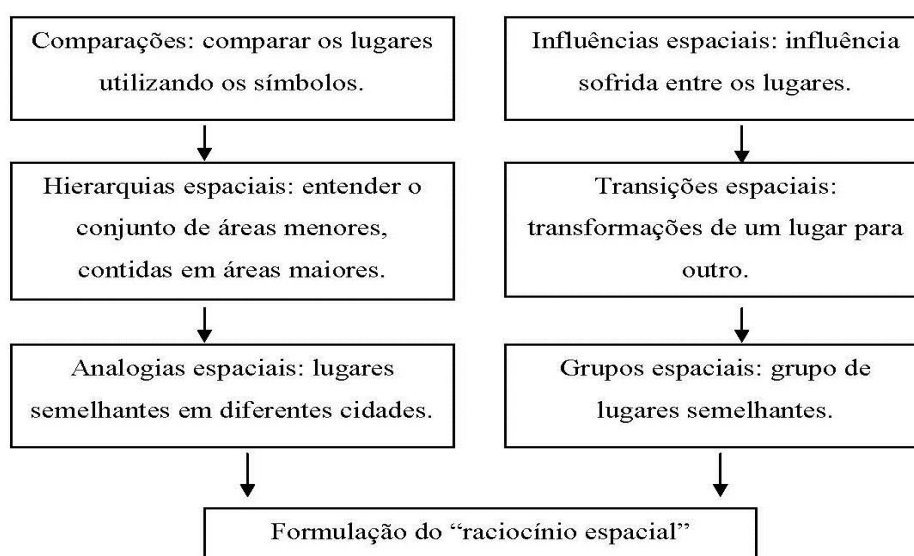 Comparações: comparar os lugares
utilizando os símbolos.
Hierarquias espaciais: entender o
conjunto de áreas menores,
contidas em áreas maiores.
Analogias espaciais: lugares
semelhantes em diferentes cidades.
Influências espaciais: influência
sofrida entre os lugares.
Transições espaciais:
transformações de um lugar para
outro.
Grupos espaciais: grupo de
lugares semelhantes.
Formulação do “raciocínio espacial”